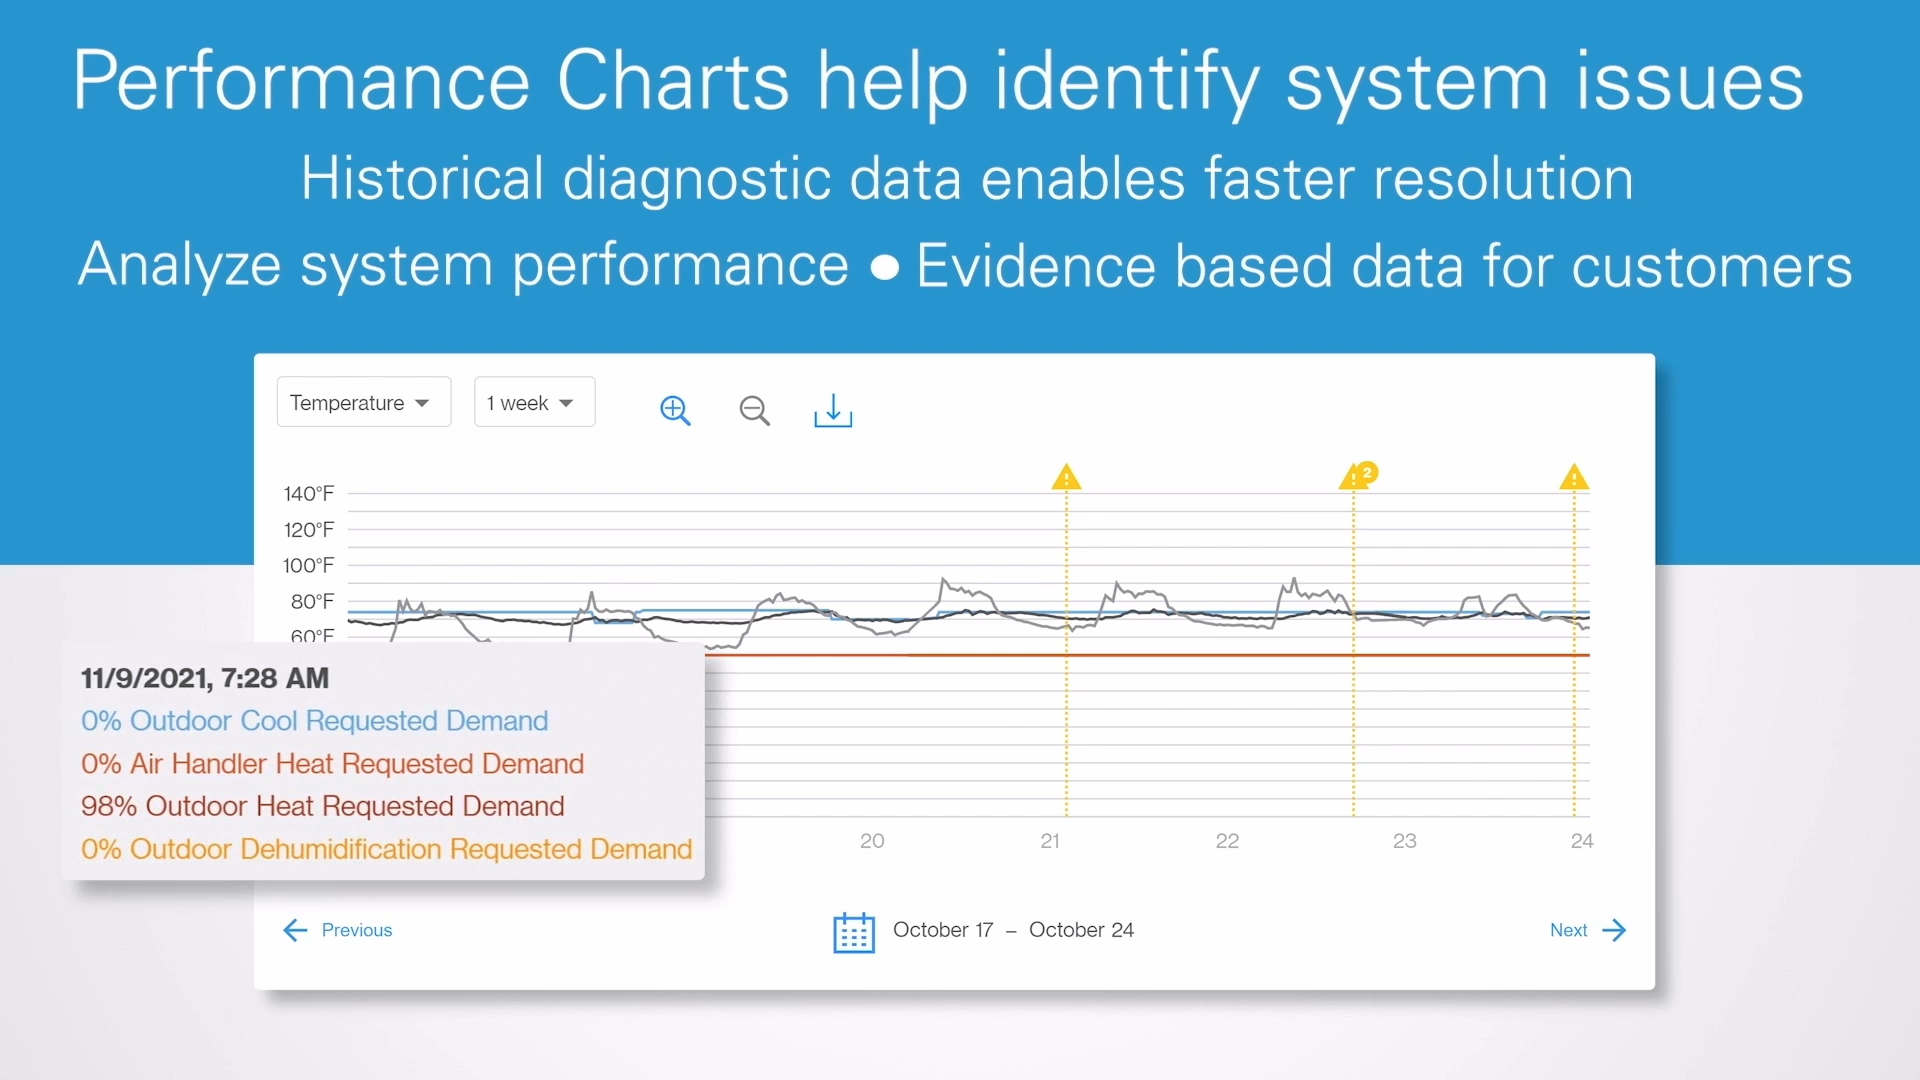 Performance Charts help identify system issues
Historical diagnostic data enables faster resolution
Analyze system performance ● Evidence based data for customers
Temperature
1 week
2
140°F
120°F
100°F
80°F
60°F
11/9/2021, 7:28 AM
0% Outdoor Cool Requested Demand
0% Air Handler Heat Requested Demand
98% Outdoor Heat Requested Demand
0% Outdoor Dehumidification Requested Demand
20 21 22 23 24
Previous
October 17 – October 24
Next